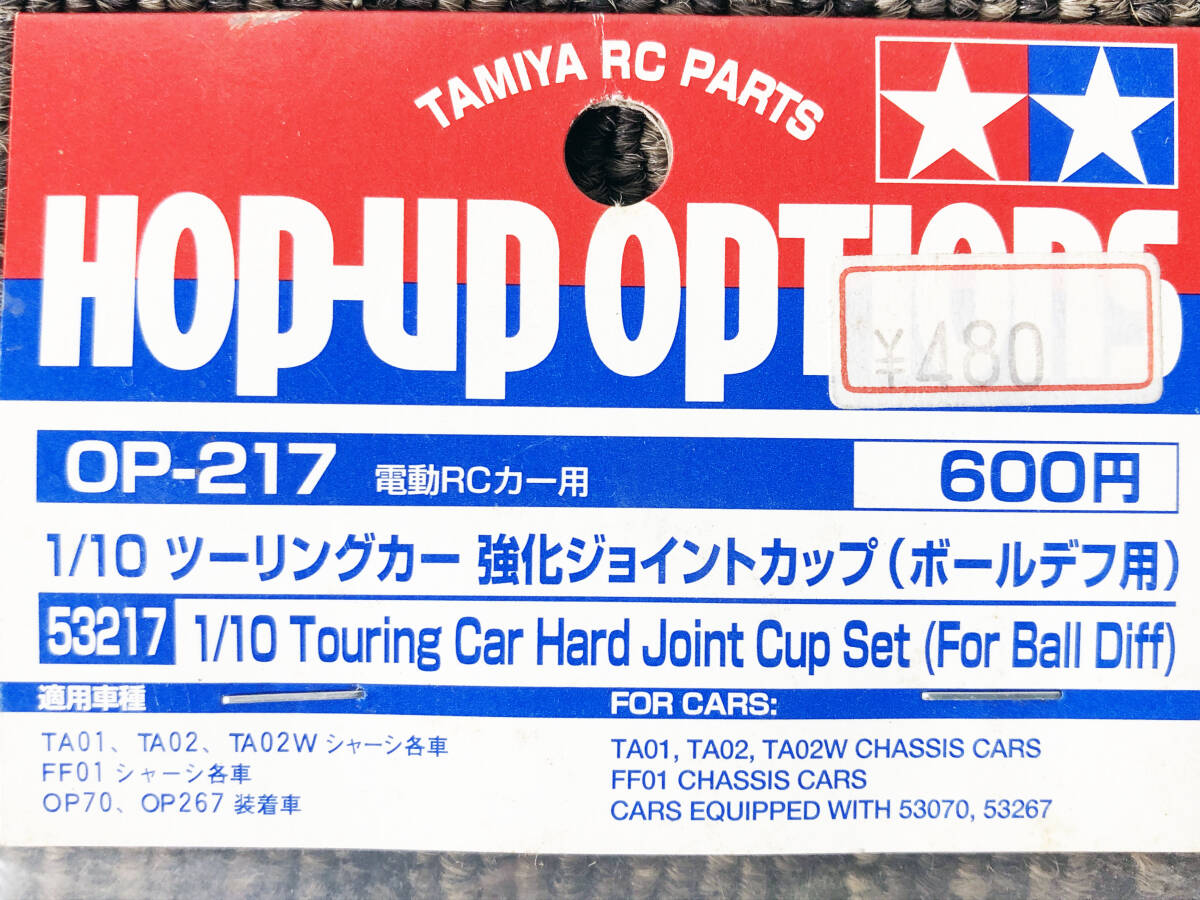 TAMIYA RC PARTS
HOP-UP OPTIONS
¥480
OP-217 電動RCカー用 600円
1/10 ツーリングカー 強化ジョイントカップ（ボールデフ用）
53217 1/10 Touring Car Hard Joint Cup Set (For Ball Diff)
適用車種
TA01、TA02、TA02W シャーシ各車
FF01 シャーシ各車
OP70、OP267 装着車
FOR CARS:
TA01, TA02, TA02W CHASSIS CARS
FF01 CHASSIS CARS
CARS EQUIPPED WITH 53070, 53267